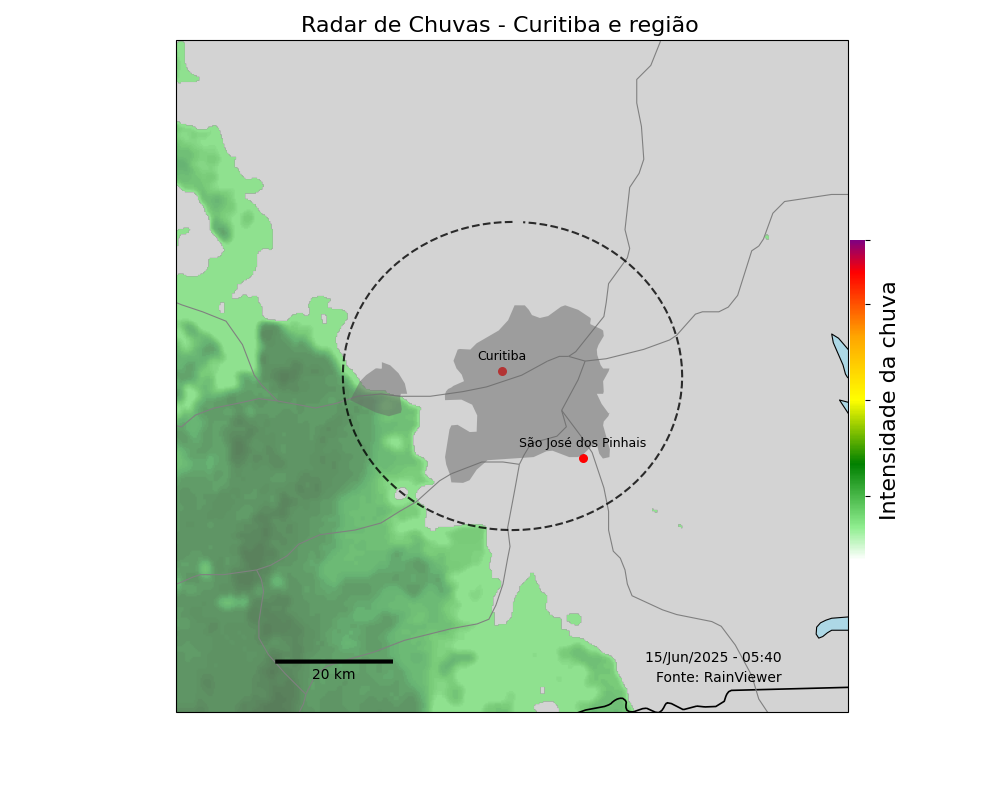 Radar de Chuvas - Curitiba e região
Curitiba
São José dos Pinhais
Intensidade da chuva
15/Jun/2025 - 05:40
Fonte: RainViewer
20 km